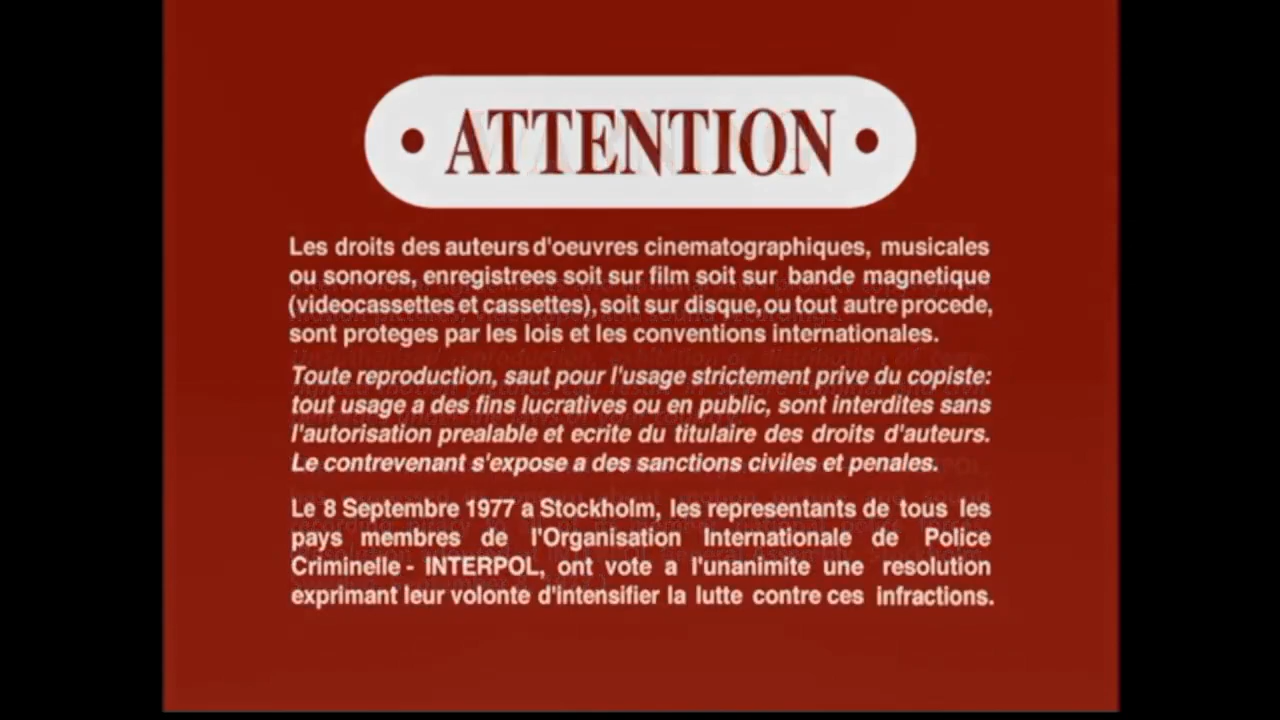 • ATTENTION •
Les droits des auteurs d'oeuvres cinematographiques, musicales
ou sonores, enregistrees soit sur film soit sur bande magnetique
(videocassettes et cassettes), soit sur disque, ou tout autre procede,
sont proteges par les lois et les conventions internationales.
Toute reproduction, saut pour l'usage strictement prive du copiste:
tout usage a des fins lucratives ou en public, sont interdites sans
l'autorisation prealable et ecrite du titulaire des droits d'auteurs.
Le contrevenant s'expose a des sanctions civiles et penales.
Le 8 Septembre 1977 a Stockholm, les representants de tous les
pays membres de l'Organisation Internationale de Police
Criminelle - INTERPOL, ont vote a l'unanimite une resolution
exprimant leur volonte d'intensifier la lutte contre ces infractions.